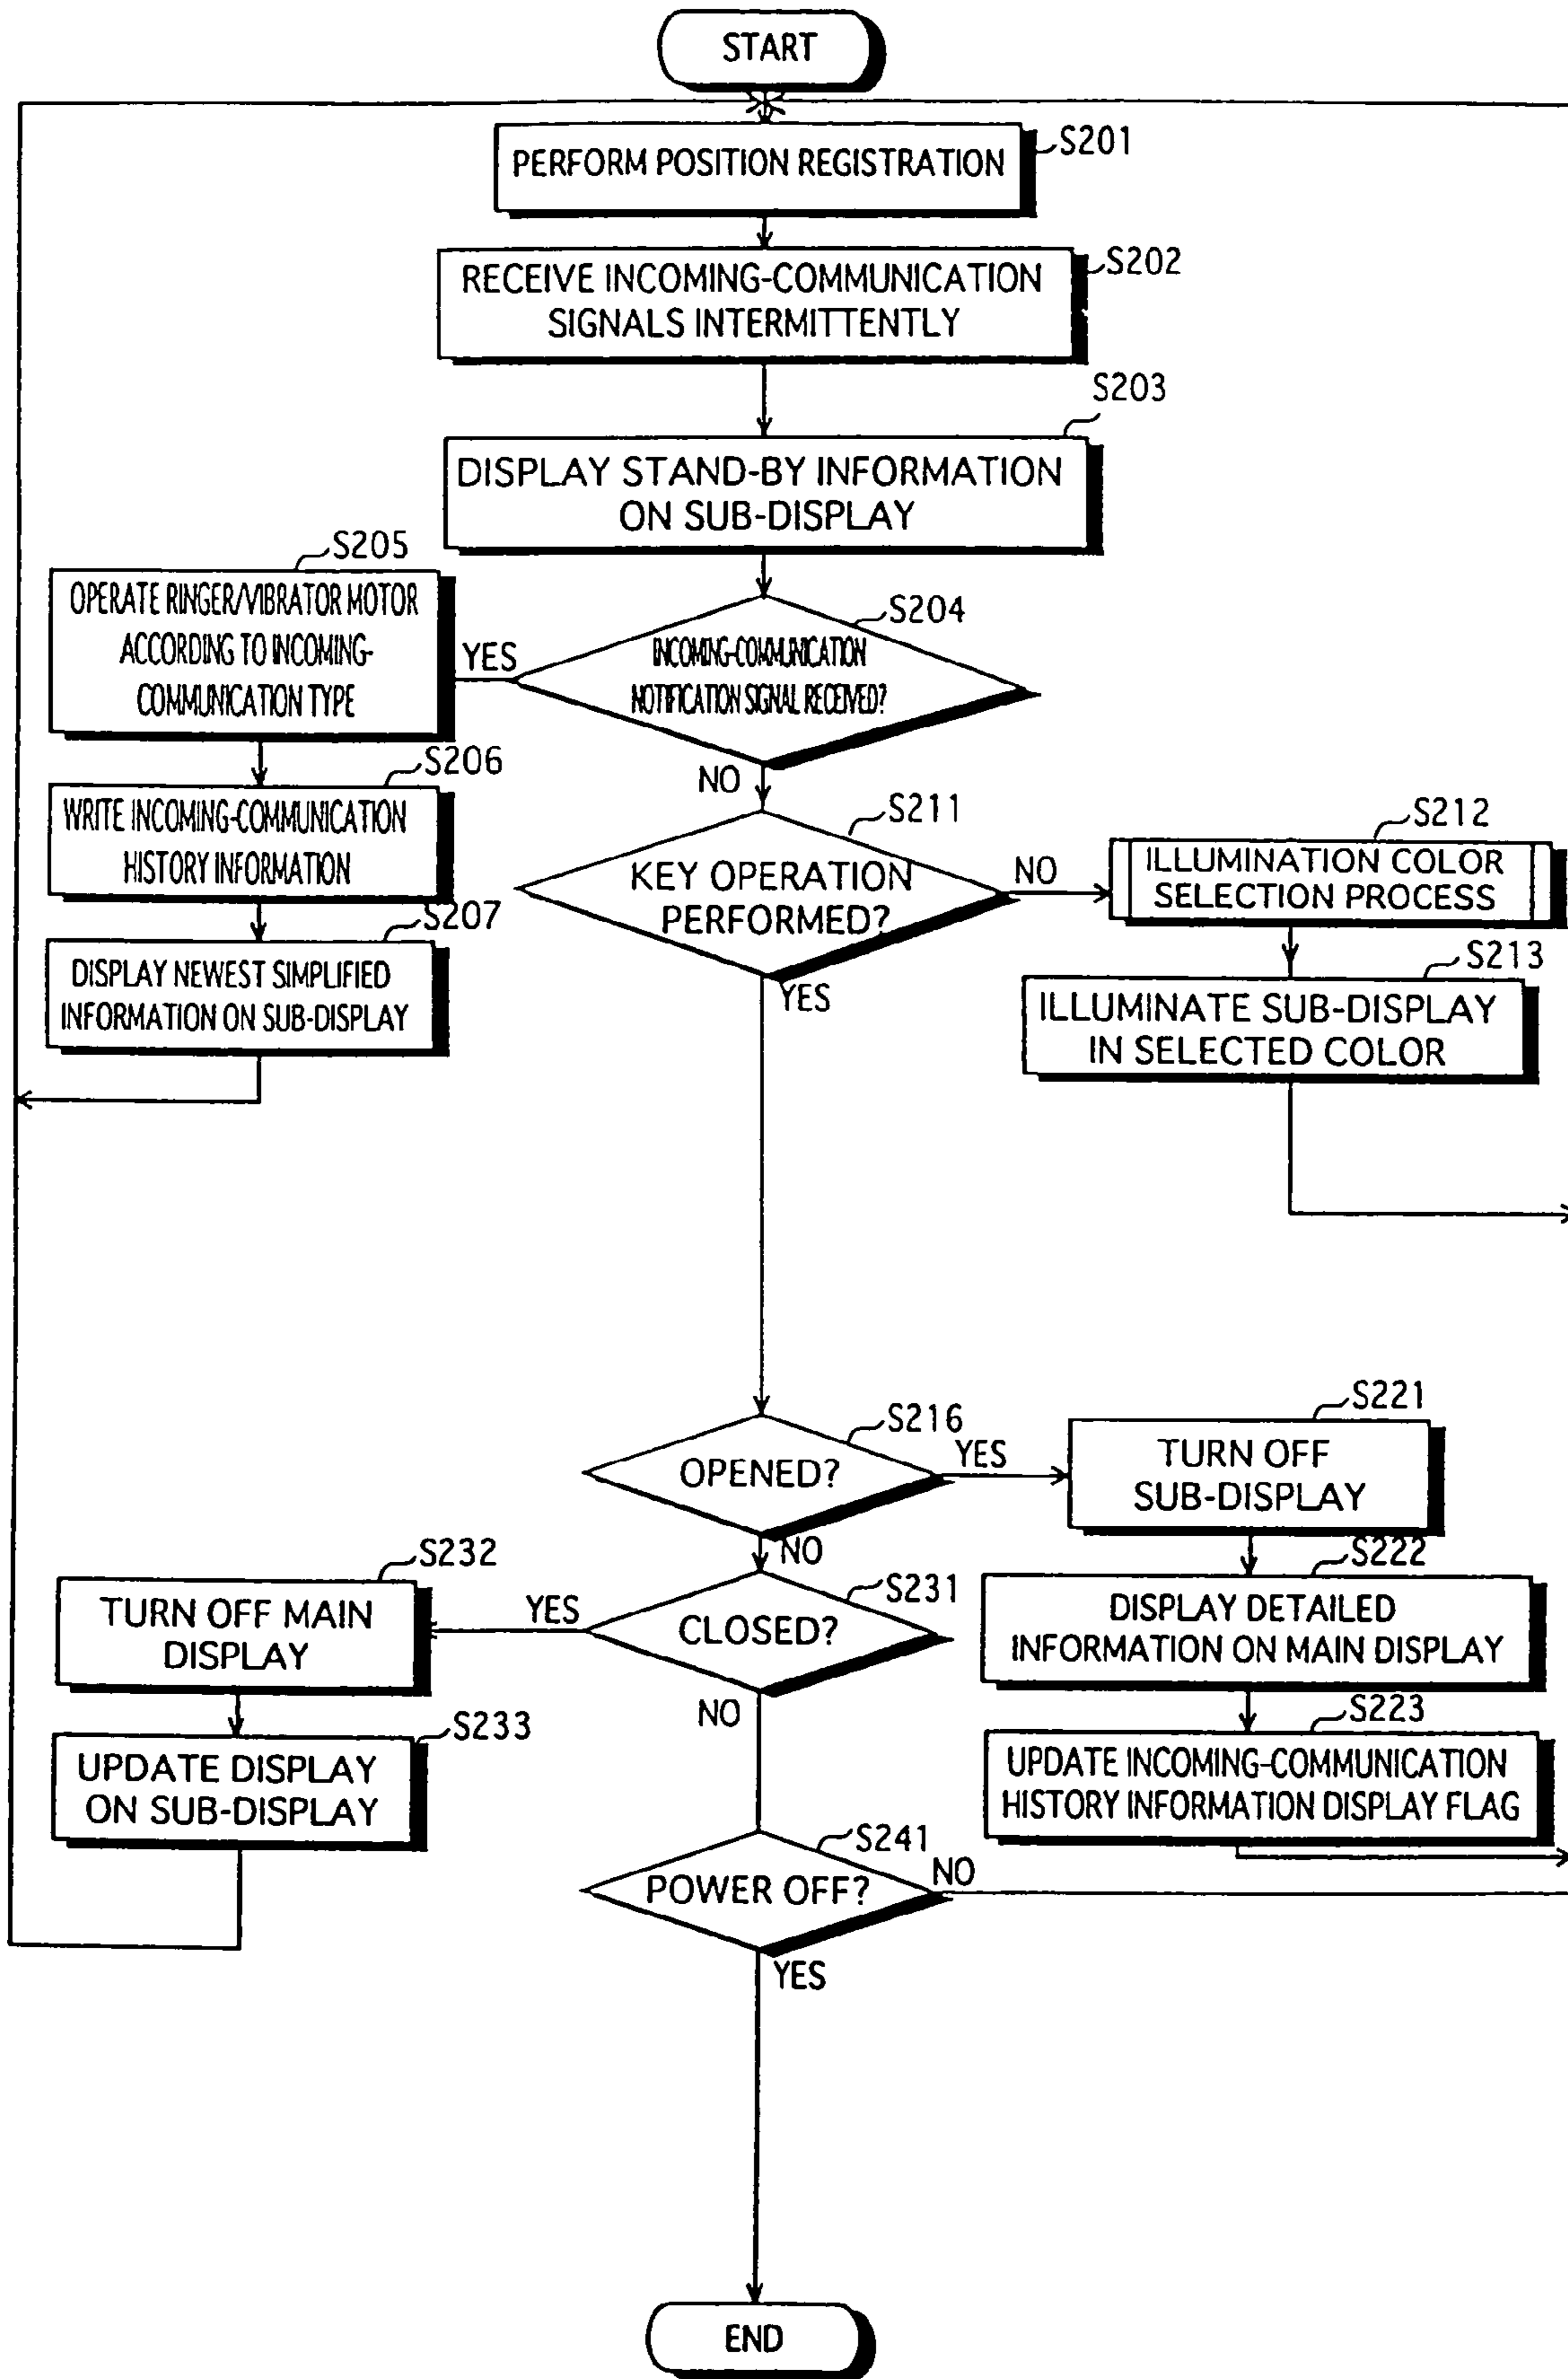 START
PERFORM POSITION REGISTRATION
S201
RECEIVE INCOMING-COMMUNICATION
SIGNALS INTERMITTENTLY
S202
S203
DISPLAY STAND-BY INFORMATION
ON SUB-DISPLAY
S204
INCOMING-COMMUNICATION
NOTIFICATION SIGNAL RECEIVED?
YES
NO
S205
OPERATE RINGER/VIBRATOR MOTOR
ACCORDING TO INCOMING-
COMMUNICATION TYPE
S206
WRITE INCOMING-COMMUNICATION
HISTORY INFORMATION
S207
DISPLAY NEWEST SIMPLIFIED
INFORMATION ON SUB-DISPLAY
S211
KEY OPERATION
PERFORMED?
NO
YES
S212
ILLUMINATION COLOR
SELECTION PROCESS
S213
ILLUMINATE SUB-DISPLAY
IN SELECTED COLOR
S216
OPENED?
YES
NO
S221
TURN OFF
SUB-DISPLAY
S222
DISPLAY DETAILED
INFORMATION ON MAIN DISPLAY
S223
UPDATE INCOMING-COMMUNICATION
HISTORY INFORMATION DISPLAY FLAG
S231
CLOSED?
YES
NO
S232
TURN OFF MAIN
DISPLAY
S233
UPDATE DISPLAY
ON SUB-DISPLAY
S241
POWER OFF?
NO
YES
END